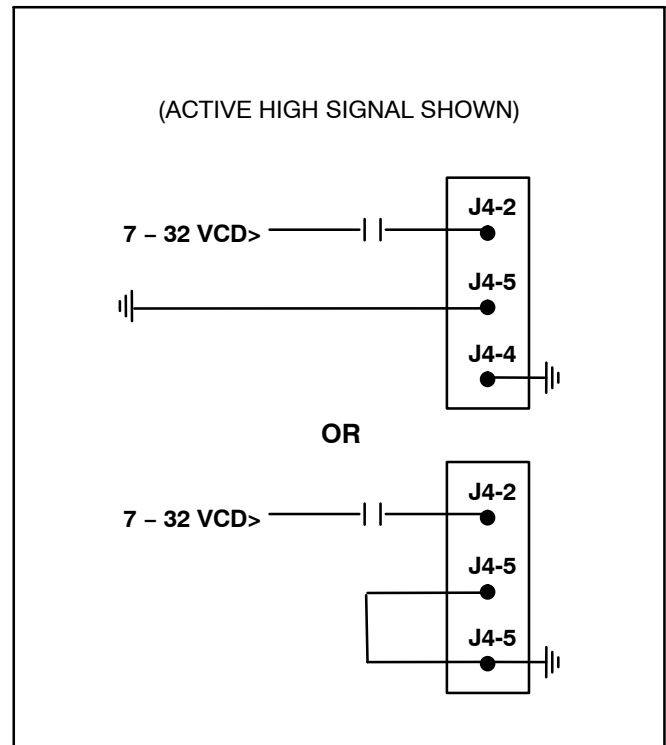 (ACTIVE HIGH SIGNAL SHOWN)
J4-2
7 – 32 VCD>
J4-5
J4-4
OR
J4-2
7 – 32 VCD>
J4-5
J4-5